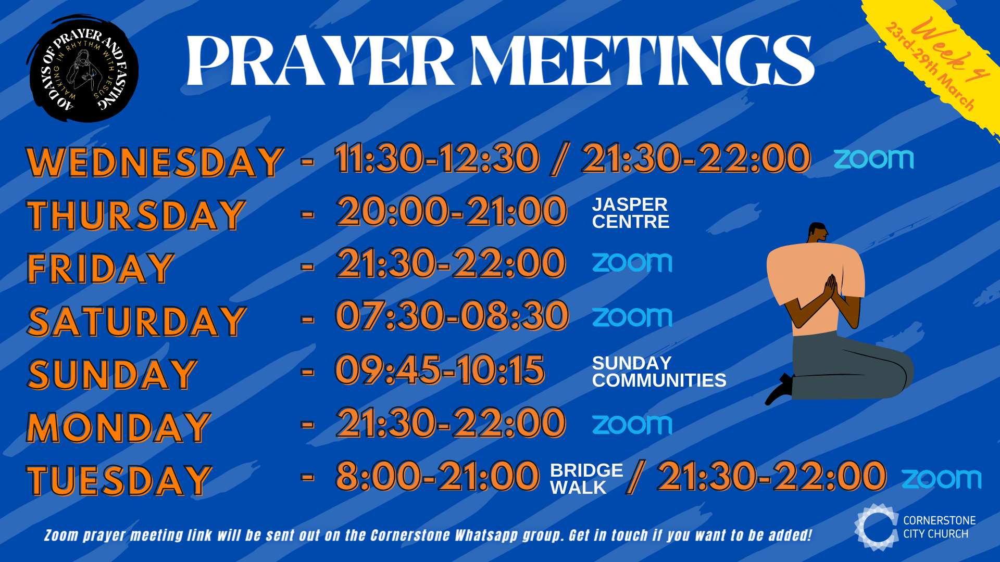 40 DAYS OF PRAYER AND FASTING
WALKING IN RHYTHM WITH JESUS
PRAYER MEETINGS
Week 4
23rd-29th March
WEDNESDAY - 11:30-12:30 / 21:30-22:00 zoom
THURSDAY - 20:00-21:00 JASPER
CENTRE
FRIDAY - 21:30-22:00 zoom
SATURDAY - 07:30-08:30 zoom
SUNDAY - 09:45-10:15 SUNDAY
COMMUNITIES
MONDAY - 21:30-22:00 zoom
TUESDAY - 8:00-21:00 BRIDGE
WALK / 21:30-22:00 zoom
Zoom prayer meeting link will be sent out on the Cornerstone Whatsapp group. Get in touch if you want to be added!
CORNERSTONE
CITY CHURCH